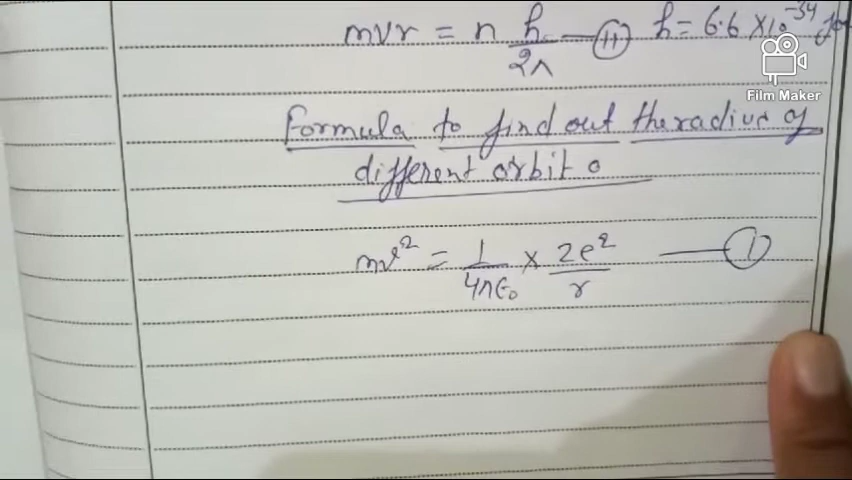 mvr = n h/2π — (II) h = 6.6 × 10^-34
Film Maker
Formula to find out the radius of
different orbit o
mv² = 1/4πε₀ × Ze²/r — (I)